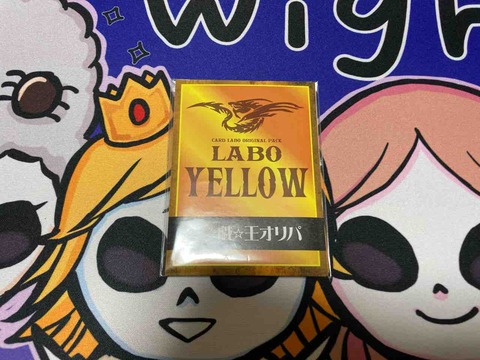 Wigh
CARD LABO ORIGINAL PACK
LABO
YELLOW
☆王オリパ